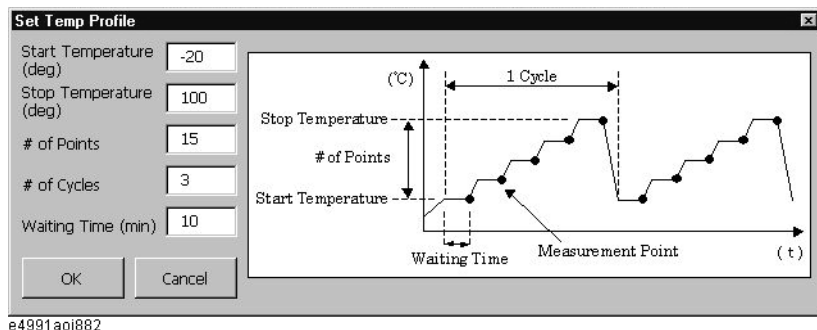 Set Temp Profile
Start Temperature
(deg)
-20
Stop Temperature
(deg)
100
# of Points
15
# of Cycles
3
Waiting Time (min)
10
OK
Cancel
(℃)
1 Cycle
Stop Temperature
# of Points
Start Temperature
Waiting Time
Measurement Point
( t )
e4991aoj882